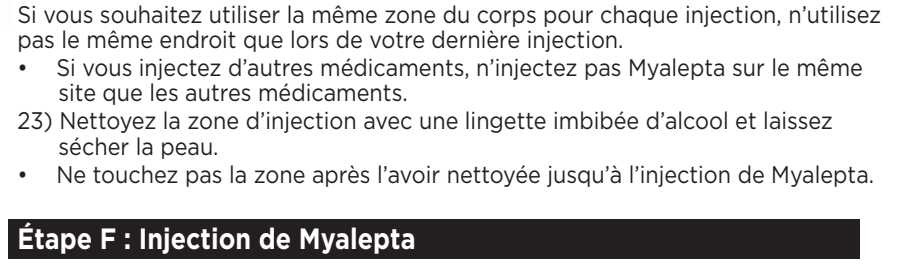 Si vous souhaitez utiliser la même zone du corps pour chaque injection, n’utilisez
pas le même endroit que lors de votre dernière injection.
• Si vous injectez d’autres médicaments, n’injectez pas Myalepta sur le même
site que les autres médicaments.
23) Nettoyez la zone d’injection avec une lingette imbibée d’alcool et laissez
sécher la peau.
• Ne touchez pas la zone après l’avoir nettoyée jusqu’à l’injection de Myalepta.
Étape F : Injection de Myalepta